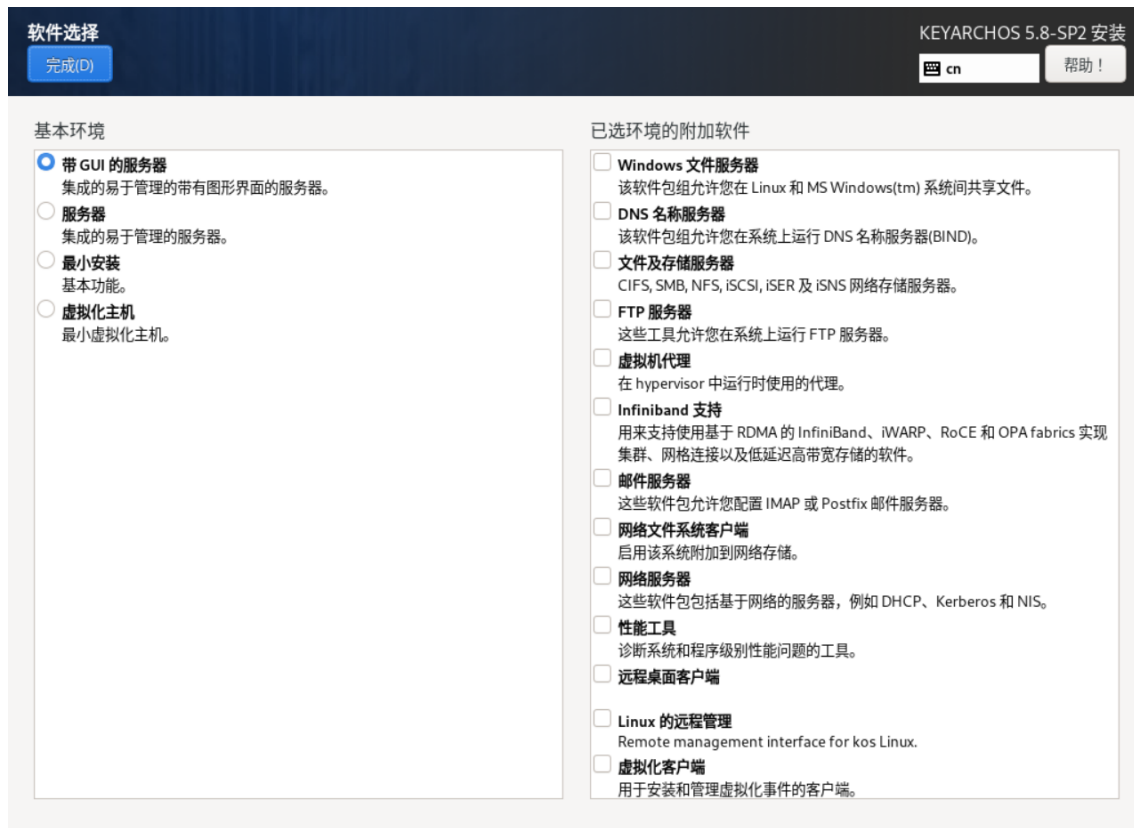 软件选择
完成(D)
KEYARCHOS 5.8-SP2 安装
cn
帮助！
基本环境
带 GUI 的服务器
集成的易于管理的带有图形界面的服务器。
服务器
集成的易于管理的服务器。
最小安装
基本功能。
虚拟化主机
最小虚拟化主机。
已选环境的附加软件
Windows 文件服务器
该软件包组允许您在 Linux 和 MS Windows(tm) 系统间共享文件。
DNS 名称服务器
该软件包组允许您在系统上运行 DNS 名称服务器(BIND)。
文件及存储服务器
CIFS, SMB, NFS, iSCSI, iSER 及 iSNS 网络存储服务器。
FTP 服务器
这些工具允许您在系统上运行 FTP 服务器。
虚拟机代理
在 hypervisor 中运行时使用的代理。
Infiniband 支持
用来支持使用基于 RDMA 的 InfiniBand、iWARP、RoCE 和 OPA fabrics 实现
集群、网格连接以及低延迟高带宽存储的软件。
邮件服务器
这些软件包允许您配置 IMAP 或 Postfix 邮件服务器。
网络文件系统客户端
启用该系统附加到网络存储。
网络服务器
这些软件包包括基于网络的服务器，例如 DHCP、Kerberos 和 NIS。
性能工具
诊断系统和程序级别性能问题的工具。
远程桌面客户端
Linux 的远程管理
Remote management interface for kos Linux.
虚拟化客户端
用于安装和管理虚拟化事件的客户端。